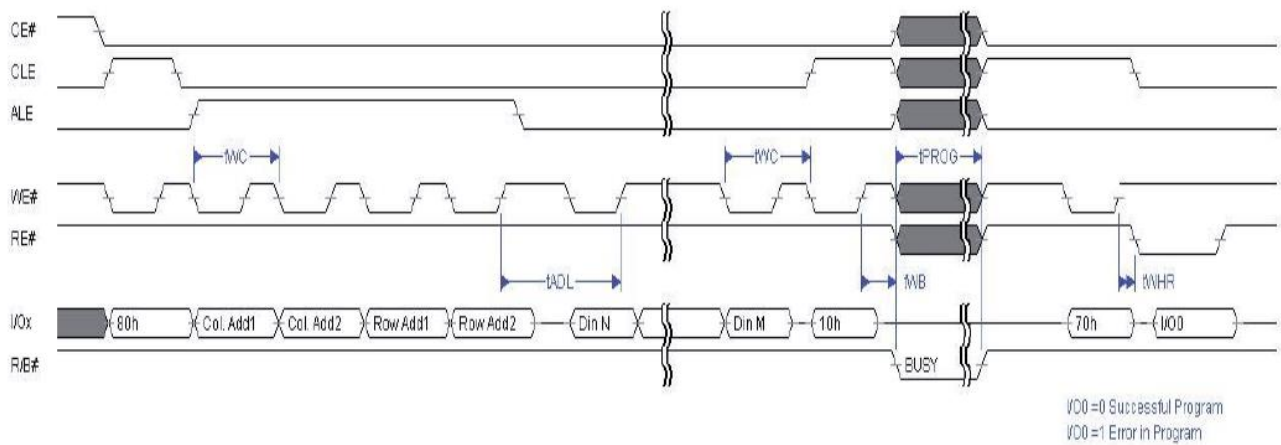 CE#
CLE
ALE
tWC tWC tPROG
WE#
RE#
tADL tWB tWHR
I/Ox 80h Col. Add1 Col. Add2 Row Add1 Row Add2 Din N Din M 10h 70h I/O0
R/B# BUSY
I/O0 =0 Successful Program
I/O0 =1 Error in Program